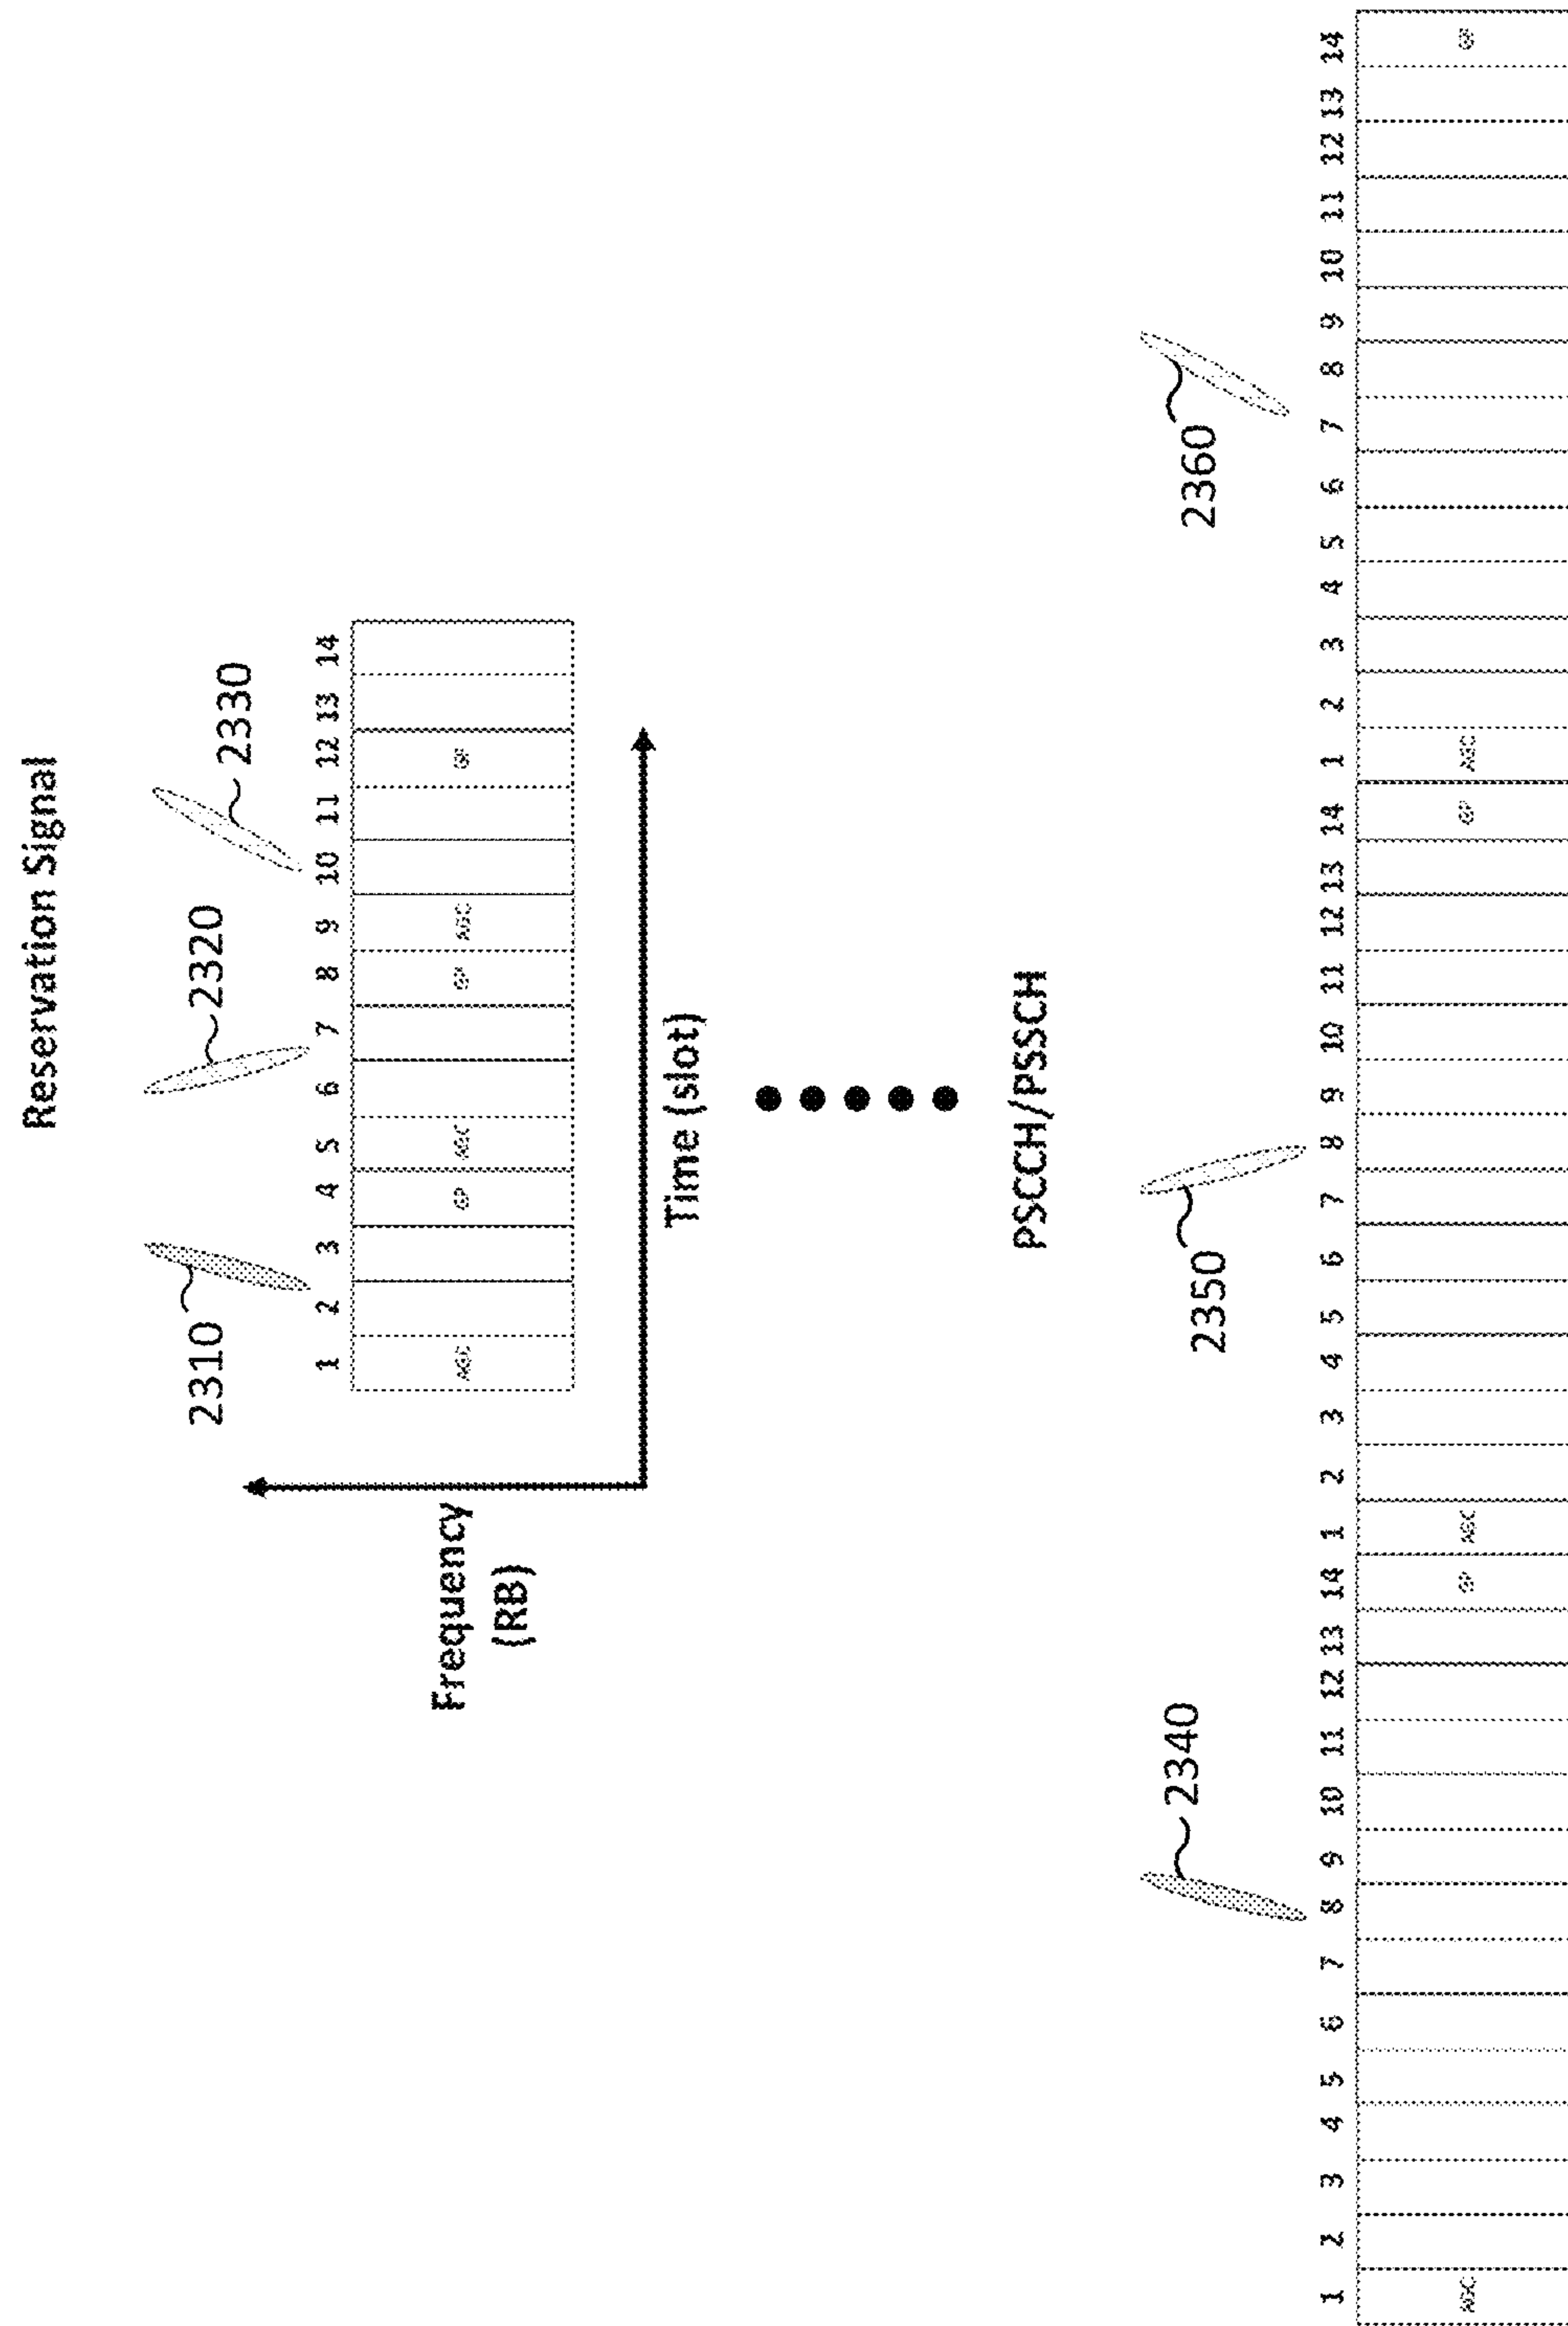 Reservation Signal
2310
2320
2330
1 2 3 4 5 6 7 8 9 10 11 12 13 14
AGC GP AGC GP AGC GP
Frequency
(RB)
Time (slot)
PSCCH/PSSCH
2340
2350
2360
1 2 3 4 5 6 7 8 9 10 11 12 13 14 1 2 3 4 5 6 7 8 9 10 11 12 13 14 1 2 3 4 5 6 7 8 9 10 11 12 13 14
AGC GP AGC GP AGC GP